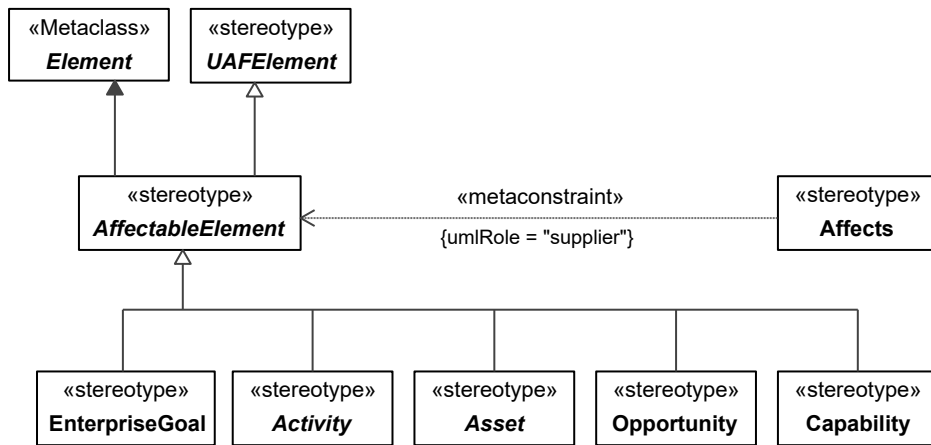 «Metaclass»
Element
«stereotype»
UAFElement
«stereotype»
AffectableElement
«metaconstraint»
{umlRole = "supplier"}
«stereotype»
Affects
«stereotype»
EnterpriseGoal
«stereotype»
Activity
«stereotype»
Asset
«stereotype»
Opportunity
«stereotype»
Capability